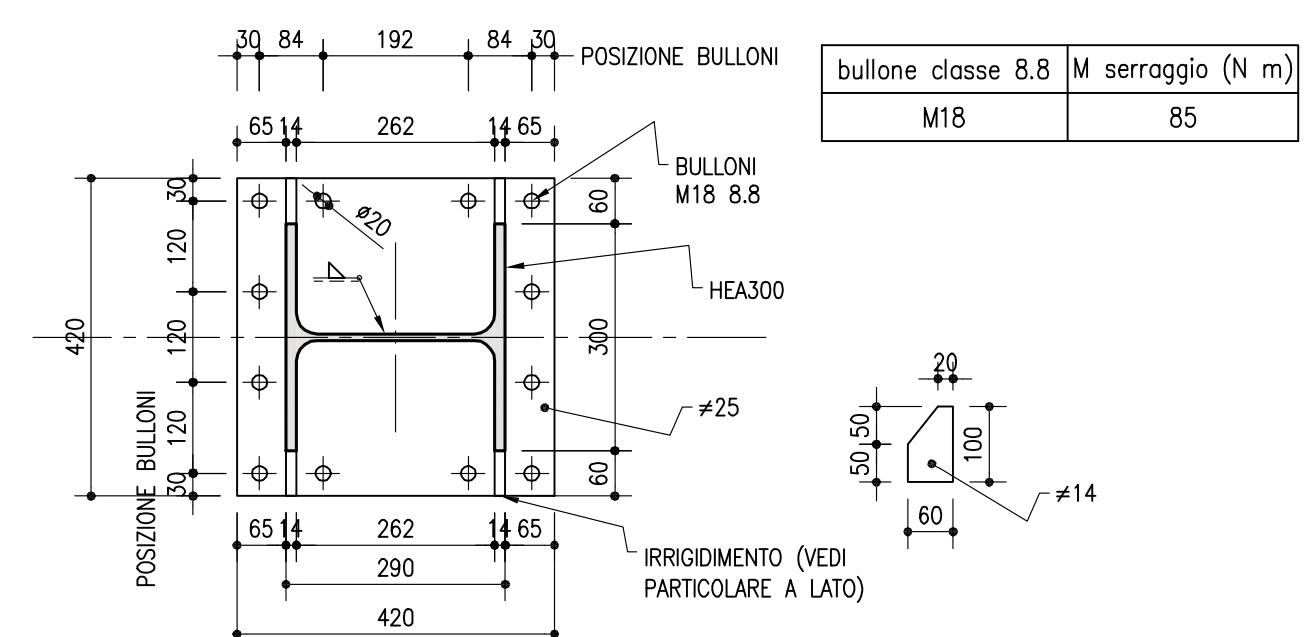 30 84 192 84 30
POSIZIONE BULLONI
65 14 262 14 65
bullone classe 8.8 M serraggio (N m)
M18 85
BULLONI
M18 8.8
ø20
HEA300
≠25
420
30
120
120
120
30
POSIZIONE BULLONI
60
300
60
65 14 262 14 65
290
420
IRRIGIDIMENTO (VEDI
PARTICOLARE A LATO)
20
50
50
100
60
≠14